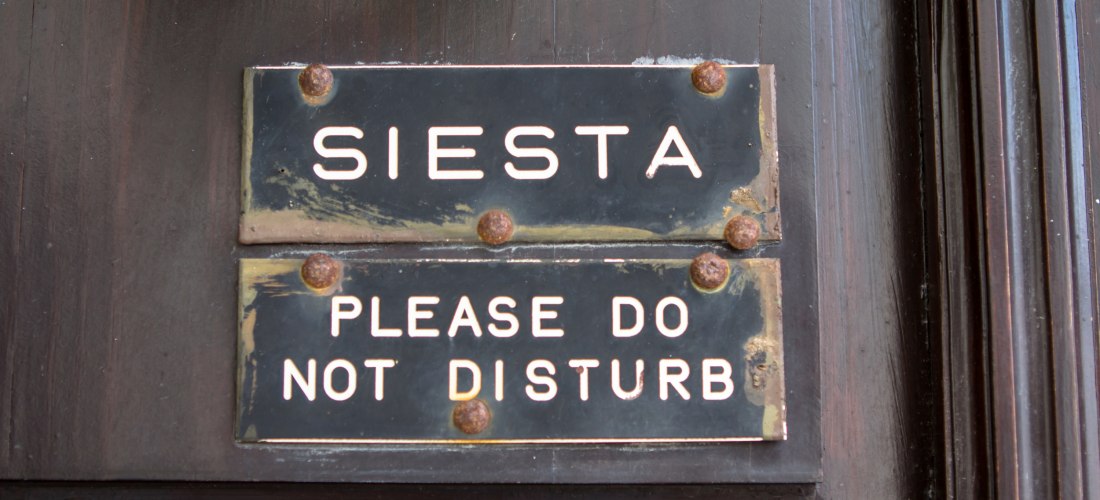 SIESTA
PLEASE DO
NOT DISTURB